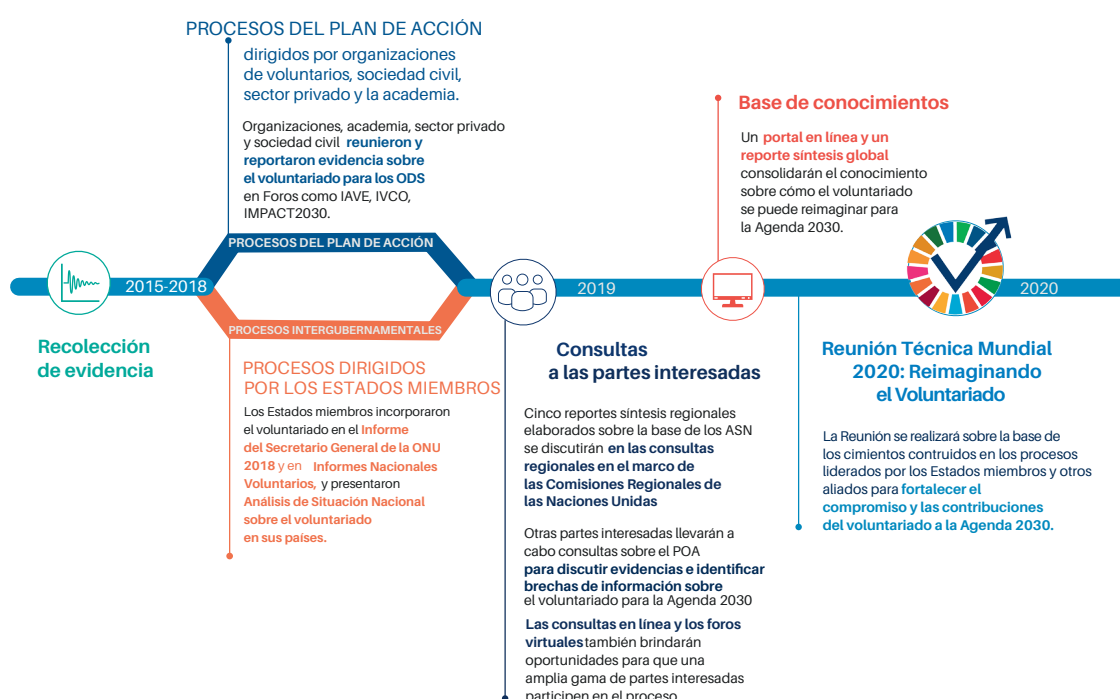 PROCESOS DEL PLAN DE ACCIÓN
dirigidos por organizaciones
de voluntarios, sociedad civil,
sector privado y la academia.
Organizaciones, academia, sector privado
y sociedad civil reunieron y
reportaron evidencia sobre
el voluntariado para los ODS
en Foros como IAVE, IVCO,
IMPACT2030.
PROCESOS DEL PLAN DE ACCIÓN
2015-2018
PROCESOS INTERGUBERNAMENTALES
Recolección
de evidencia
PROCESOS DIRIGIDOS
POR LOS ESTADOS MIEMBROS
Los Estados miembros incorporaron
el voluntariado en el Informe
del Secretario General de la ONU
2018 y en Informes Nacionales
Voluntarios, y presentaron
Análisis de Situación Nacional
sobre el voluntariado
en sus países.
2019
Consultas
a las partes interesadas
Cinco reportes síntesis regionales
elaborados sobre la base de los ASN
se discutirán en las consultas
regionales en el marco de
las Comisiones Regionales de
las Naciones Unidas
Otras partes interesadas llevarán a
cabo consultas sobre el POA
para discutir evidencias e identificar
brechas de información sobre
el voluntariado para la Agenda 2030
Las consultas en línea y los foros
virtuales también brindarán
oportunidades para que una
amplia gama de partes interesadas
participen en el proceso
Base de conocimientos
Un portal en línea y un
reporte síntesis global
consolidarán el conocimiento
sobre cómo el voluntariado
se puede reimaginar para
la Agenda 2030.
2020
Reunión Técnica Mundial
2020: Reimaginando
el Voluntariado
La Reunión se realizará sobre la base de
los cimientos contruidos en los procesos
liderados por los Estados miembros y otros
aliados para fortalecer el
compromiso y las contribuciones
del voluntariado a la Agenda 2030.